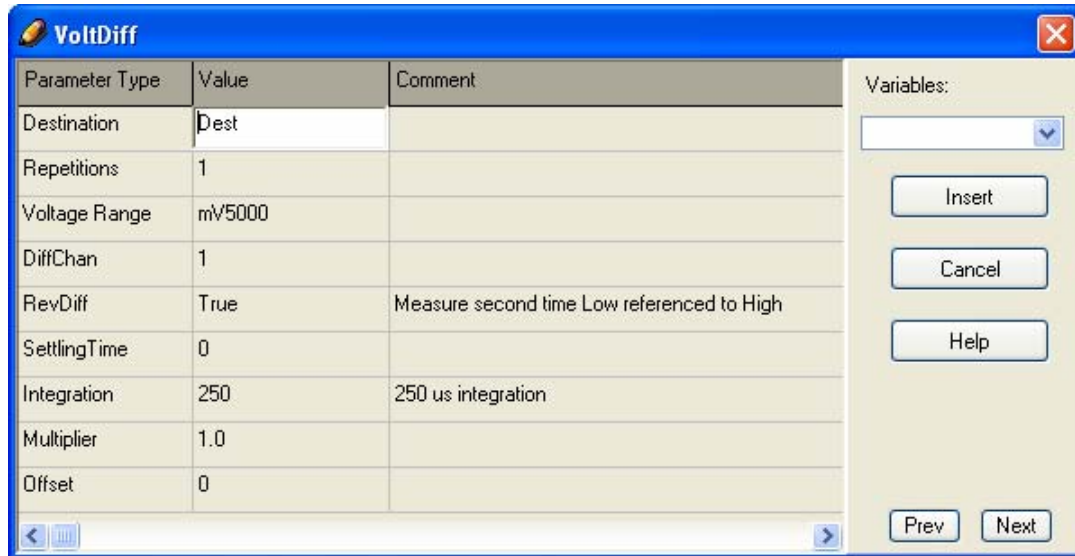 VoltDiff
Parameter Type Value Comment
Destination Dest
Repetitions 1
Voltage Range mV5000
DiffChan 1
RevDiff True Measure second time Low referenced to High
SettlingTime 0
Integration 250 250 us integration
Multiplier 1.0
Offset 0
Variables:
Insert
Cancel
Help
Prev Next